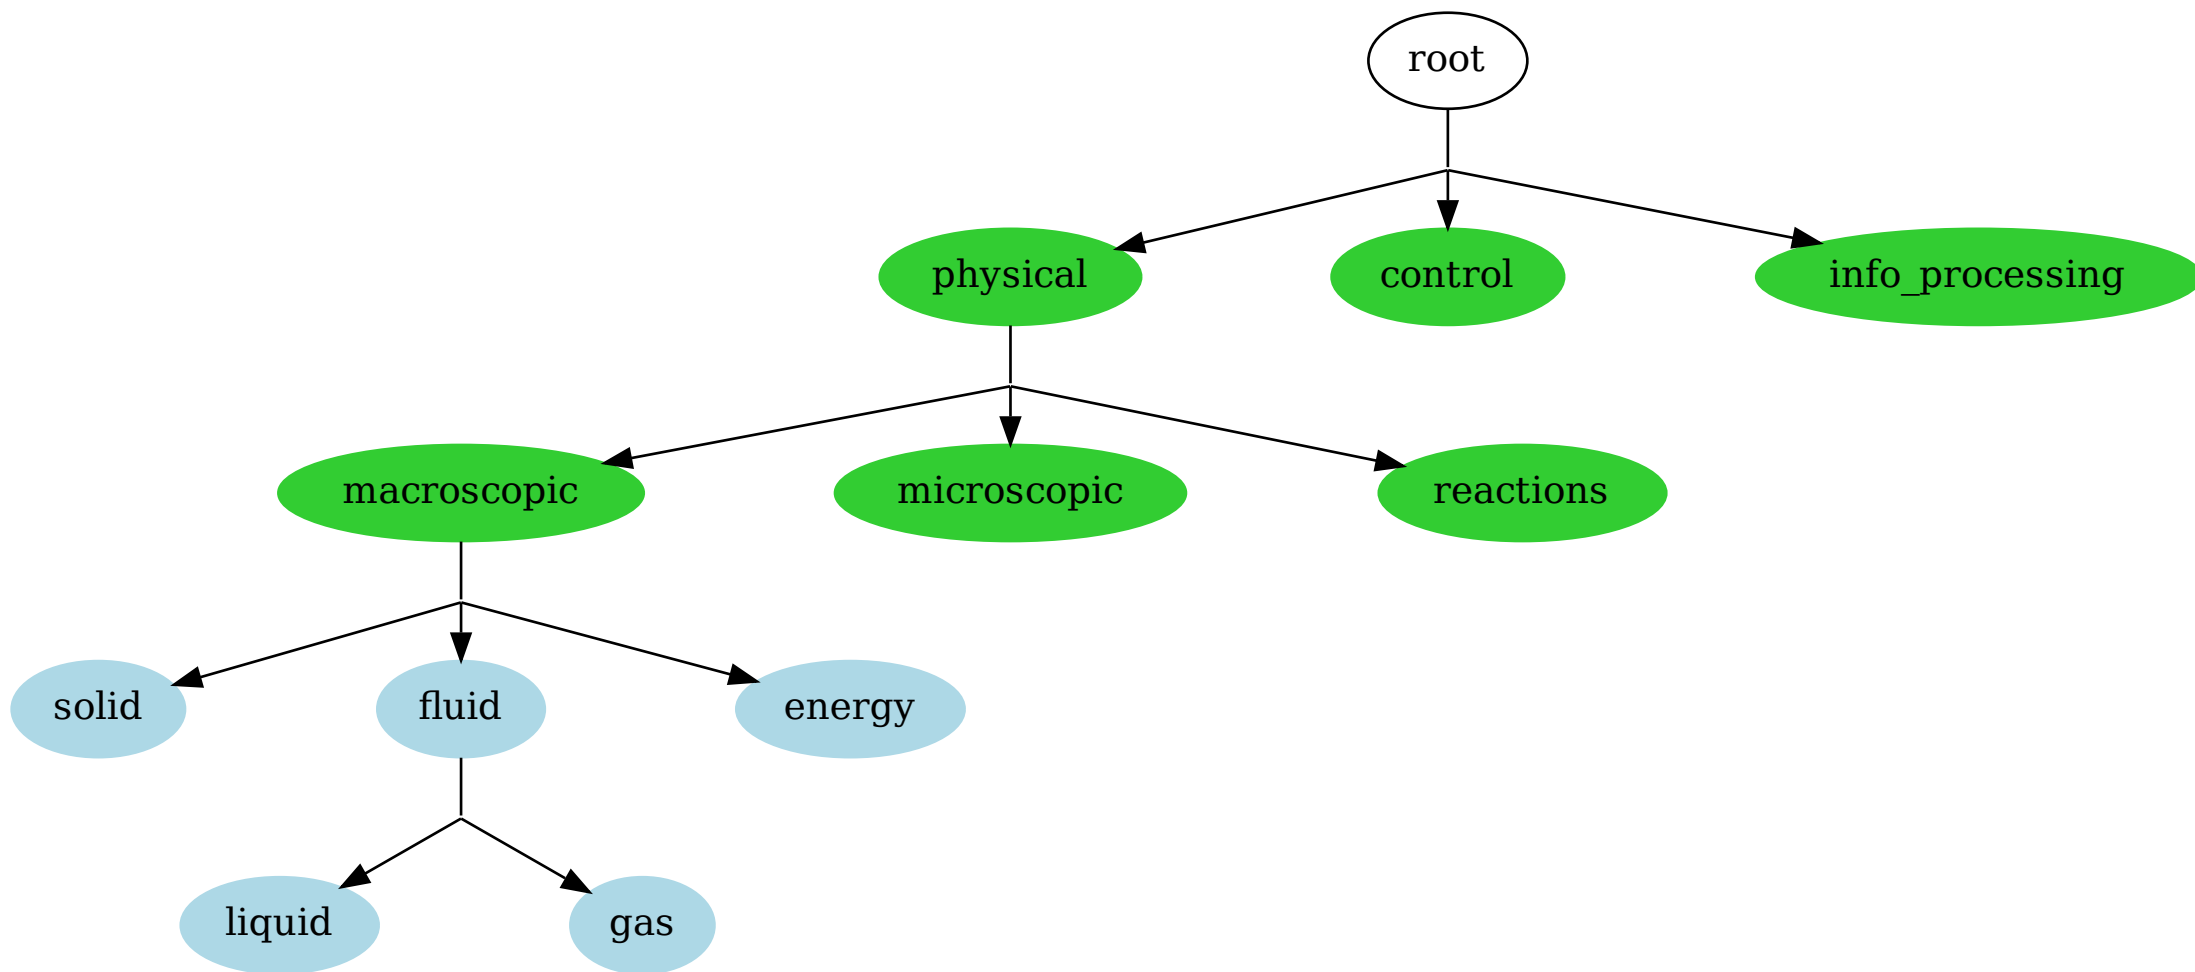 root
physical
control
info_processing
macroscopic
microscopic
reactions
solid
fluid
energy
liquid
gas